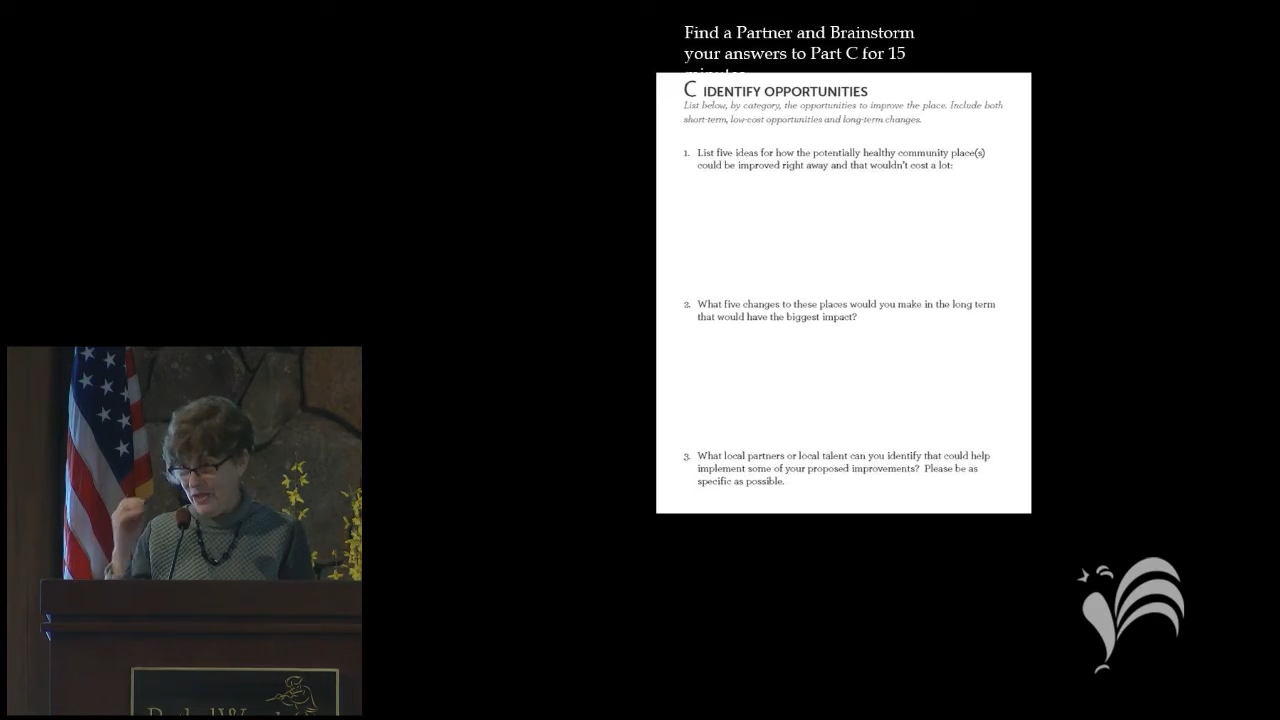 Find a Partner and Brainstorm
your answers to Part C for 15
minutes
C IDENTIFY OPPORTUNITIES
List below, by category, the opportunities to improve the place. Include both
short-term, low-cost opportunities and long-term changes.
1. List five ideas for how the potentially healthy community place(s)
could be improved right away and that wouldn't cost a lot:
2. What five changes to these places would you make in the long term
that would have the biggest impact?
3. What local partners or local talent can you identify that could help
implement some of your proposed improvements? Please be as
specific as possible.